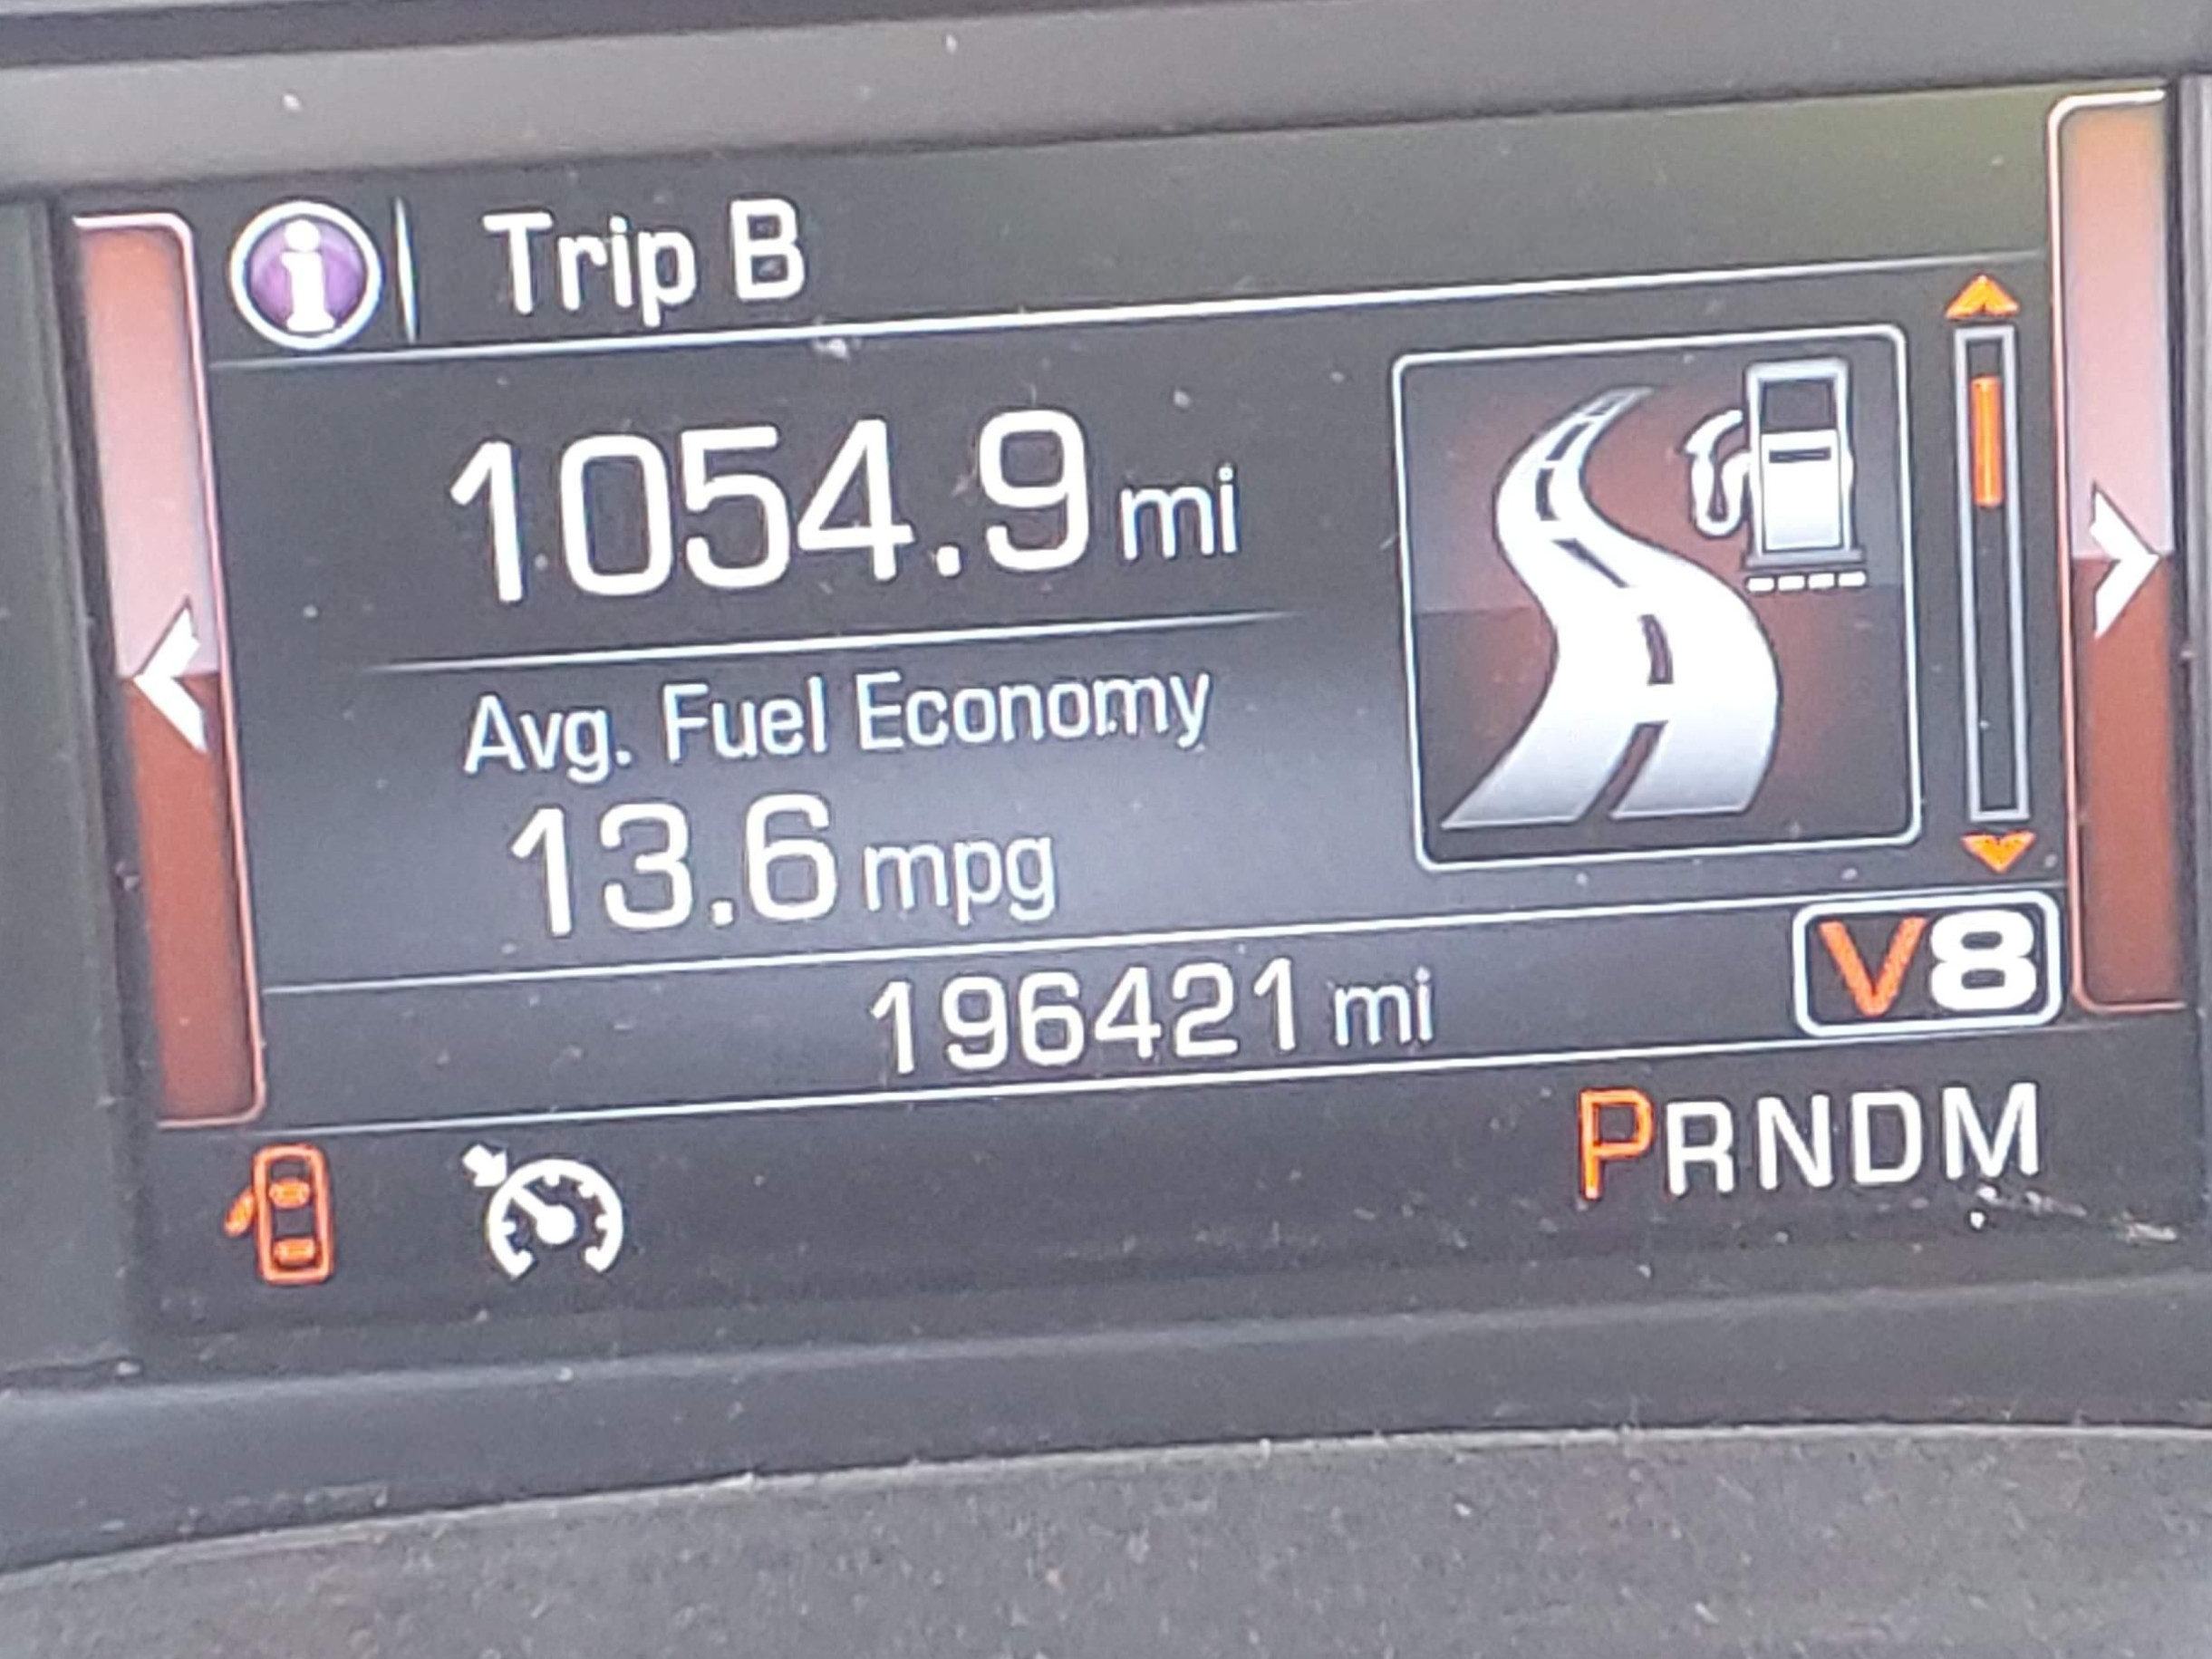 Trip B
1054.9 mi
Avg. Fuel Economy
13.6 mpg
196421 mi
V8
PRNDM